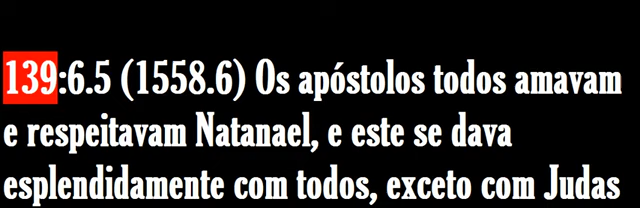 139:6.5 (1558.6) Os apóstolos todos amavam
e respeitavam Natanael, e este se dava
esplendidamente com todos, exceto com Judas